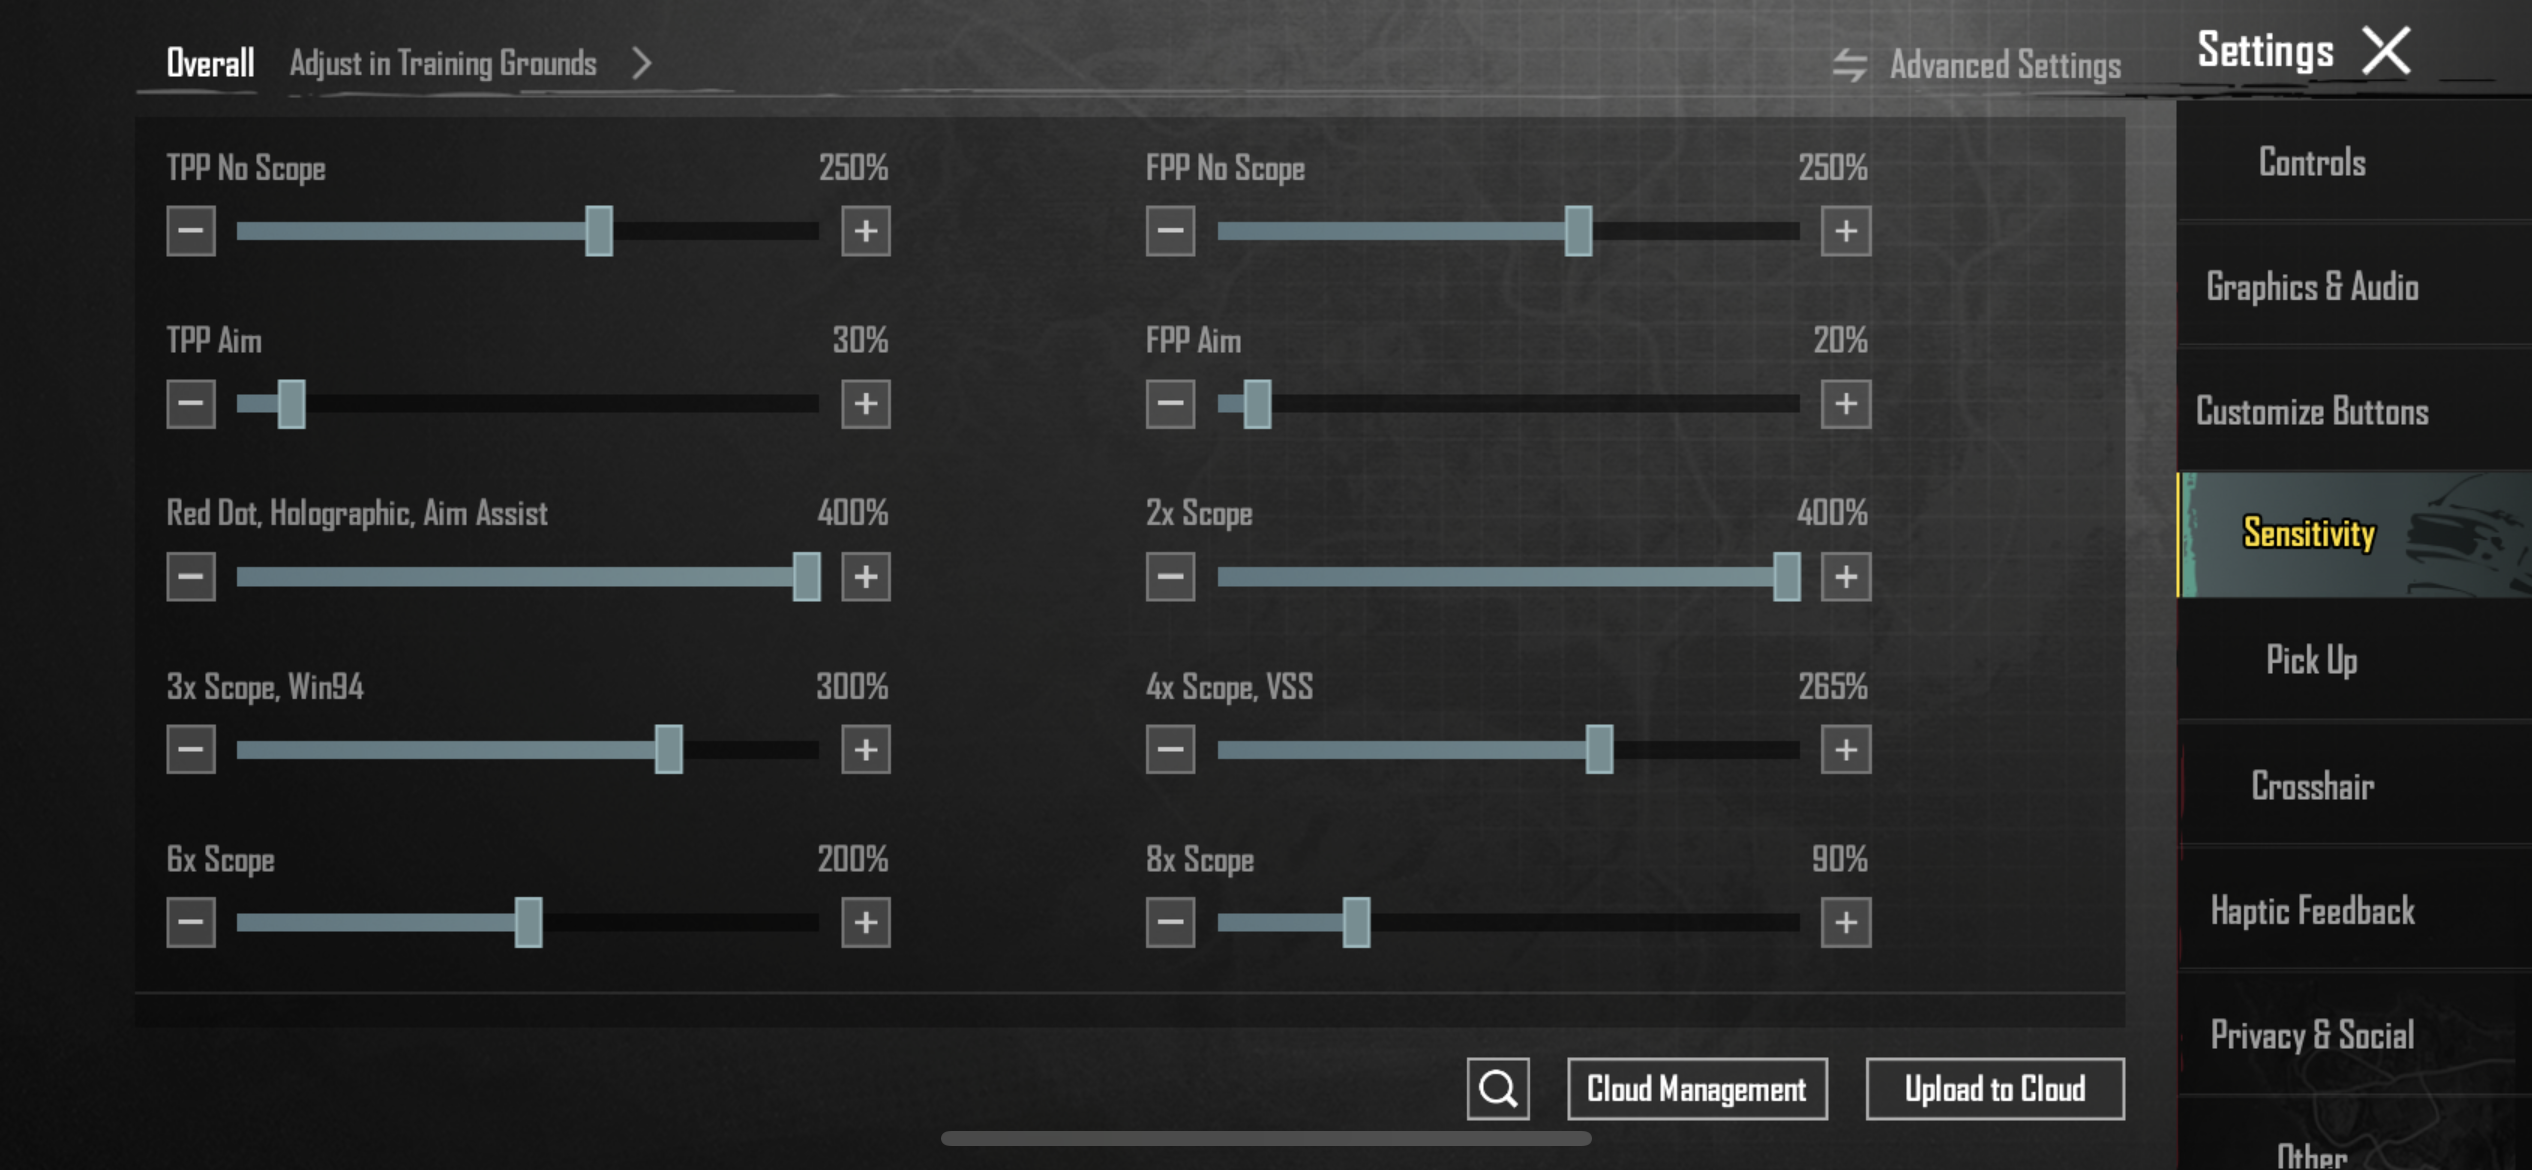 Overall
Adjust in Training Grounds
Advanced Settings
Settings
TPP No Scope
250%
FPP No Scope
250%
TPP Aim
30%
FPP Aim
20%
Red Dot, Holographic, Aim Assist
400%
2x Scope
400%
3x Scope, Win94
300%
4x Scope, VSS
265%
6x Scope
200%
8x Scope
90%
Cloud Management
Upload to Cloud
Controls
Graphics & Audio
Customize Buttons
Sensitivity
Pick Up
Crosshair
Haptic Feedback
Privacy & Social
Other